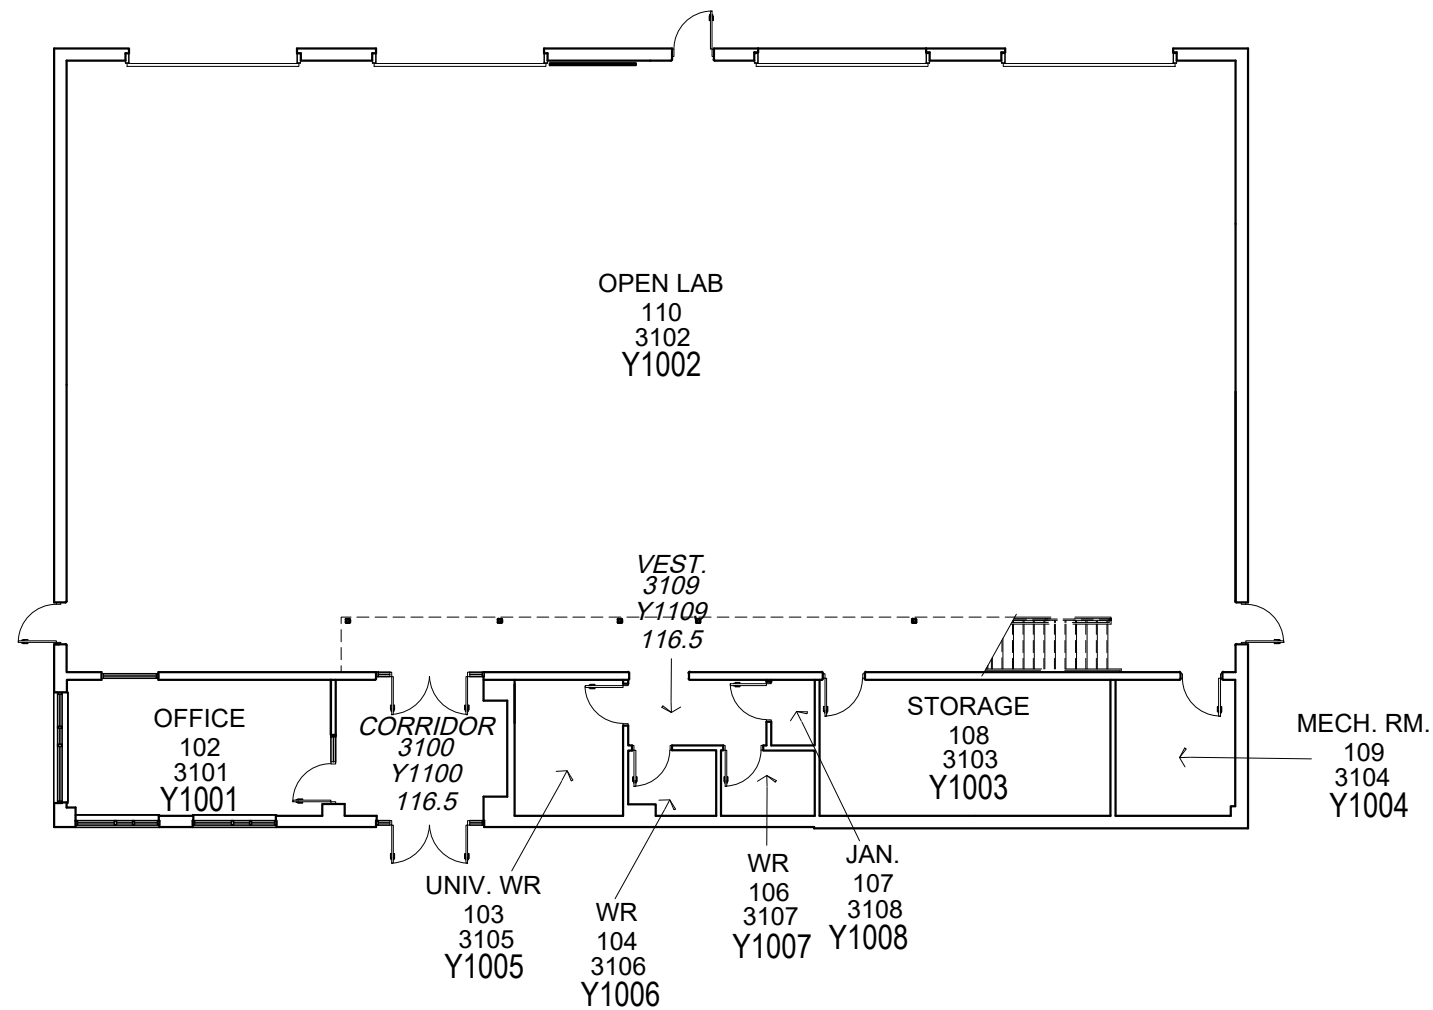 OPEN LAB
110
3102
Y1002
VEST.
3109
Y1109
116.5
OFFICE
102
3101
Y1001
CORRIDOR
3100
Y1100
116.5
STORAGE
108
3103
Y1003
MECH. RM.
109
3104
Y1004
UNIV. WR
103
3105
Y1005
WR
104
3106
Y1006
WR
106
3107
Y1007
JAN.
107
3108
Y1008